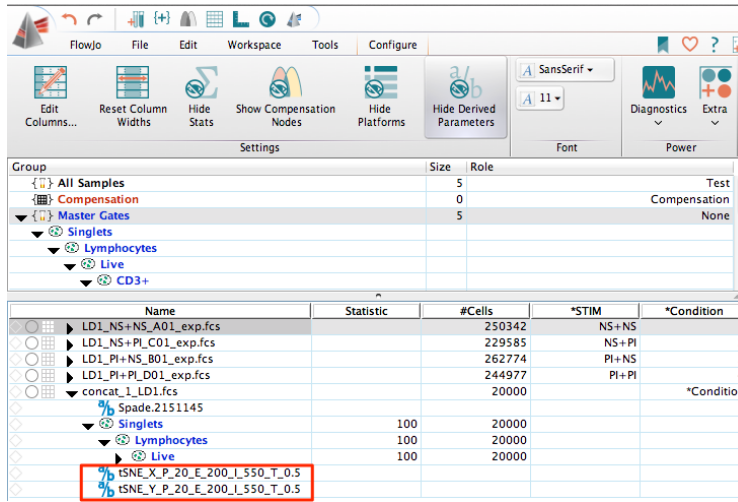 FlowJo File Edit Workspace Tools Configure
Edit Columns... Reset Column Widths Hide Stats Show Compensation Nodes Hide Platforms Hide Derived Parameters SansSerif 11 Diagnostics Extra
Settings Font Power
Group Size Role
All Samples 5 Test
Compensation 0 Compensation
Master Gates 5 None
Singlets
Lymphocytes
Live
CD3+
Name Statistic #Cells *STIM *Condition
LD1_NS+NS_A01_exp.fcs 250342 NS+NS
LD1_NS+PI_C01_exp.fcs 229585 NS+PI
LD1_PI+NS_B01_exp.fcs 262774 PI+NS
LD1_PI+PI_D01_exp.fcs 244977 PI+PI
concat_1_LD1.fcs 20000 *Conditio
Spade.2151145
Singlets 100 20000
Lymphocytes 100 20000
Live 100 20000
tSNE_X_P_20_E_200_I_550_T_0.5
tSNE_Y_P_20_E_200_I_550_T_0.5